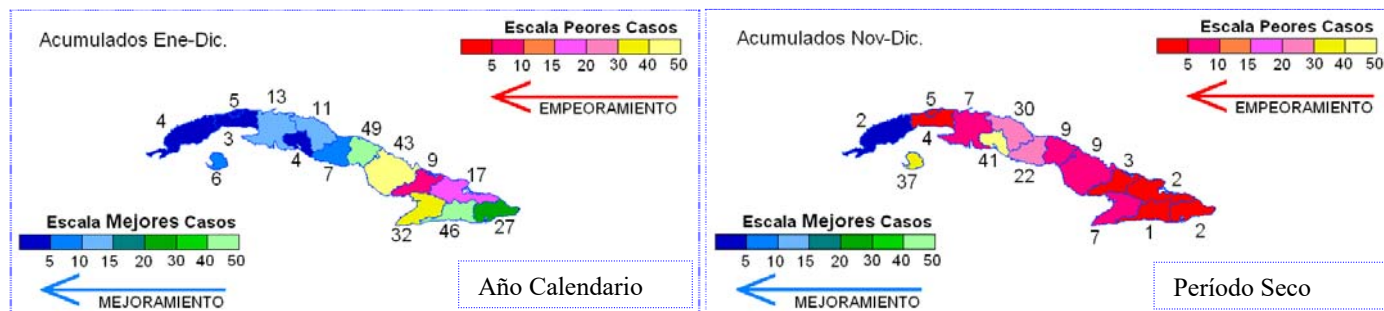 Acumulados Ene-Dic.
Escala Peores Casos
5 10 15 20 30 40 50
EMPEORAMIENTO
4
5
13
11
3
6
4
7
49
43
9
17
32
46
27
Escala Mejores Casos
5 10 15 20 30 40 50
MEJORAMIENTO
Año Calendario
Acumulados Nov-Dic.
Escala Peores Casos
5 10 15 20 30 40 50
EMPEORAMIENTO
2
5
7
30
4
37
41
22
9
9
3
2
7
1
2
Escala Mejores Casos
5 10 15 20 30 40 50
MEJORAMIENTO
Período Seco